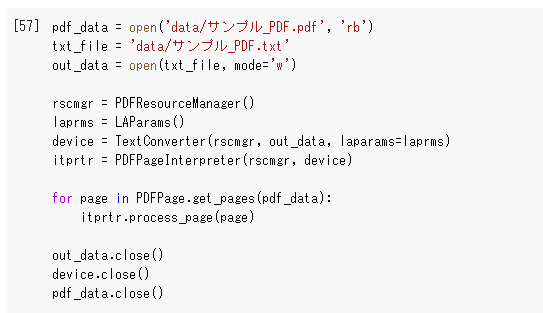 [57] pdf_data = open('data/サンプル_PDF.pdf', 'rb')
txt_file = 'data/サンプル_PDF.txt'
out_data = open(txt_file, mode='w')
rscmgr = PDFResourceManager()
laprms = LAParams()
device = TextConverter(rscmgr, out_data, laparams=laprms)
itprtr = PDFPageInterpreter(rscmgr, device)
for page in PDFPage.get_pages(pdf_data):
    itprtr.process_page(page)
out_data.close()
device.close()
pdf_data.close()